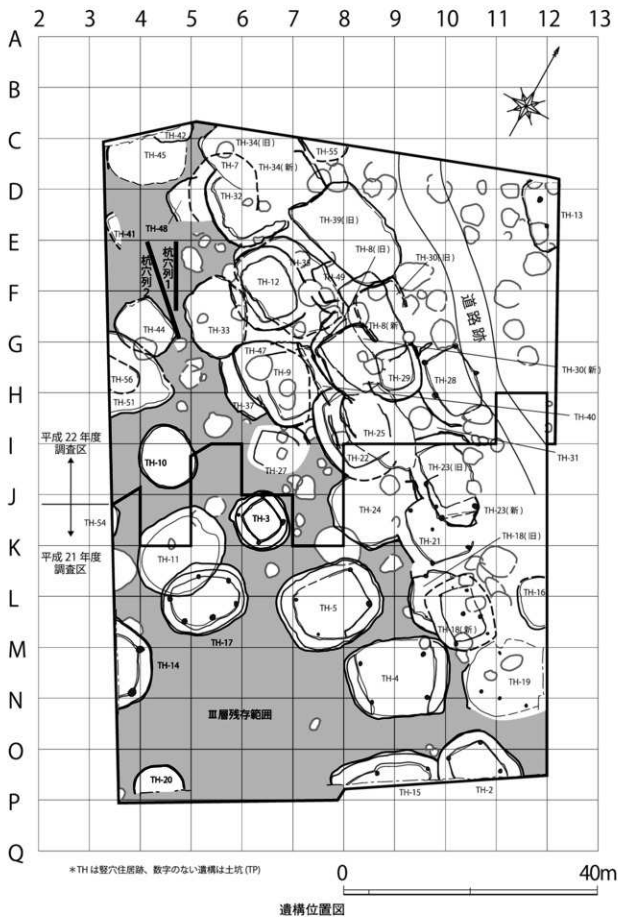 2 3 4 5 6 7 8 9 10 11 12 13
A
B
C
TH-42
TH-34(旧)
TH-55
TH-45
TH-7
TH-34(新)
D
TH-32
TH-13
TH-39(旧)
TH-41
TH-48
E
杭穴列1
杭穴列2
TH-8(旧)
TH-35
TH-30(旧)
TH-49
TH-12
F
道路跡
TH-44
TH-33
TH-8(新)
G
TH-47
TH-30(新)
TH-56
TH-9
TH-29
TH-28
H
TH-51
TH-37
TH-40
TH-25
I
平成22年度
調査区
TH-31
TH-10
TH-27
TH-22
TH-23(旧)
J
TH-54
TH-3
TH-24
TH-23(新)
TH-21
K
平成21年度
調査区
TH-11
TH-18(旧)
L
TH-5
TH-16
TH-17
TH-18(新)
M
TH-14
TH-4
TH-19
N
Ⅲ層残存範囲
O
TH-20
TH-15
TH-2
P
Q
＊THは竪穴住居跡、数字のない遺構は土坑(TP)
0 40m
遺構位置図